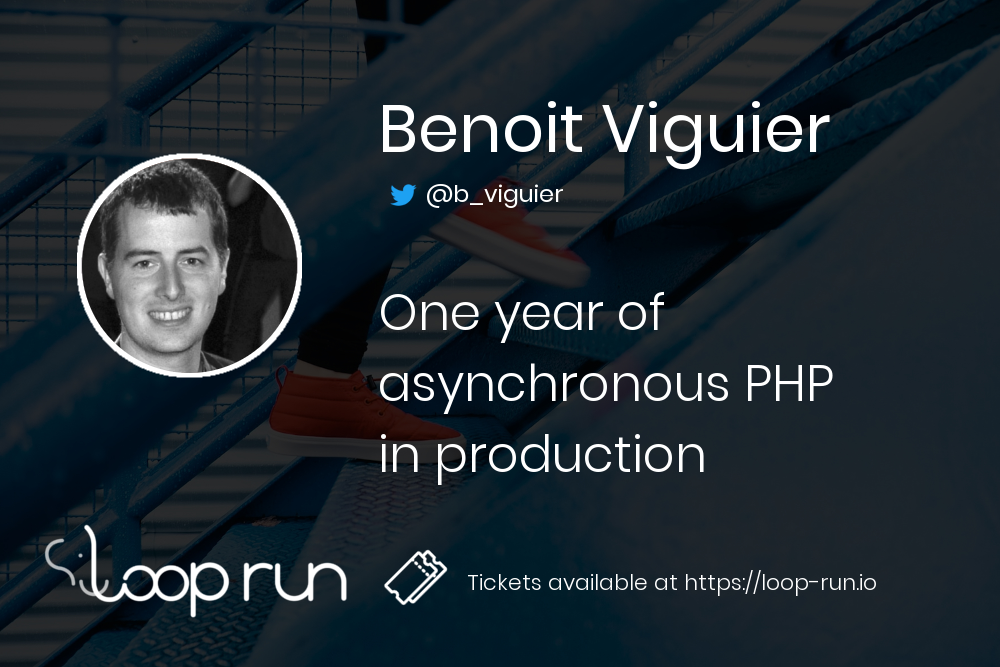 Benoit Viguier
@b_viguier
One year of
asynchronous PHP
in production
loop run
Tickets available at https://loop-run.io